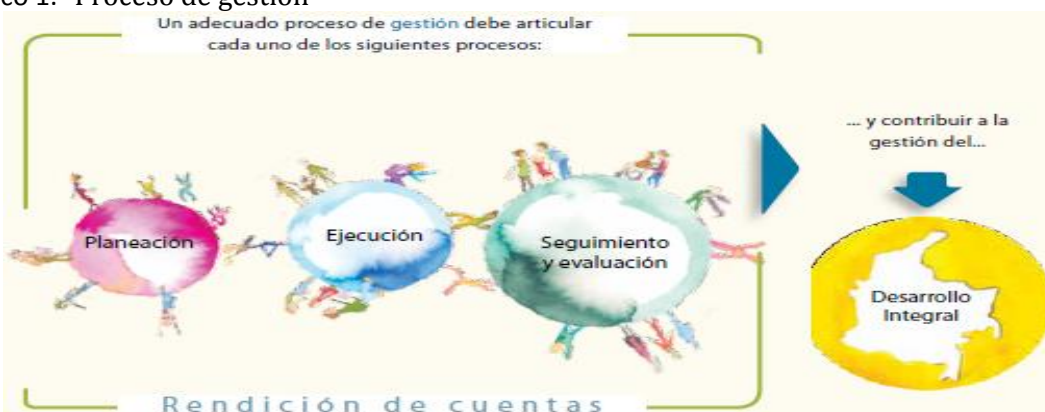 co 1. Proceso de gestión
Un adecuado proceso de gestión debe articular
cada uno de los siguientes procesos:
... y contribuir a la
gestión del...
Planeación
Ejecución
Seguimiento
y evaluación
Desarrollo
Integral
Rendición de cuentas